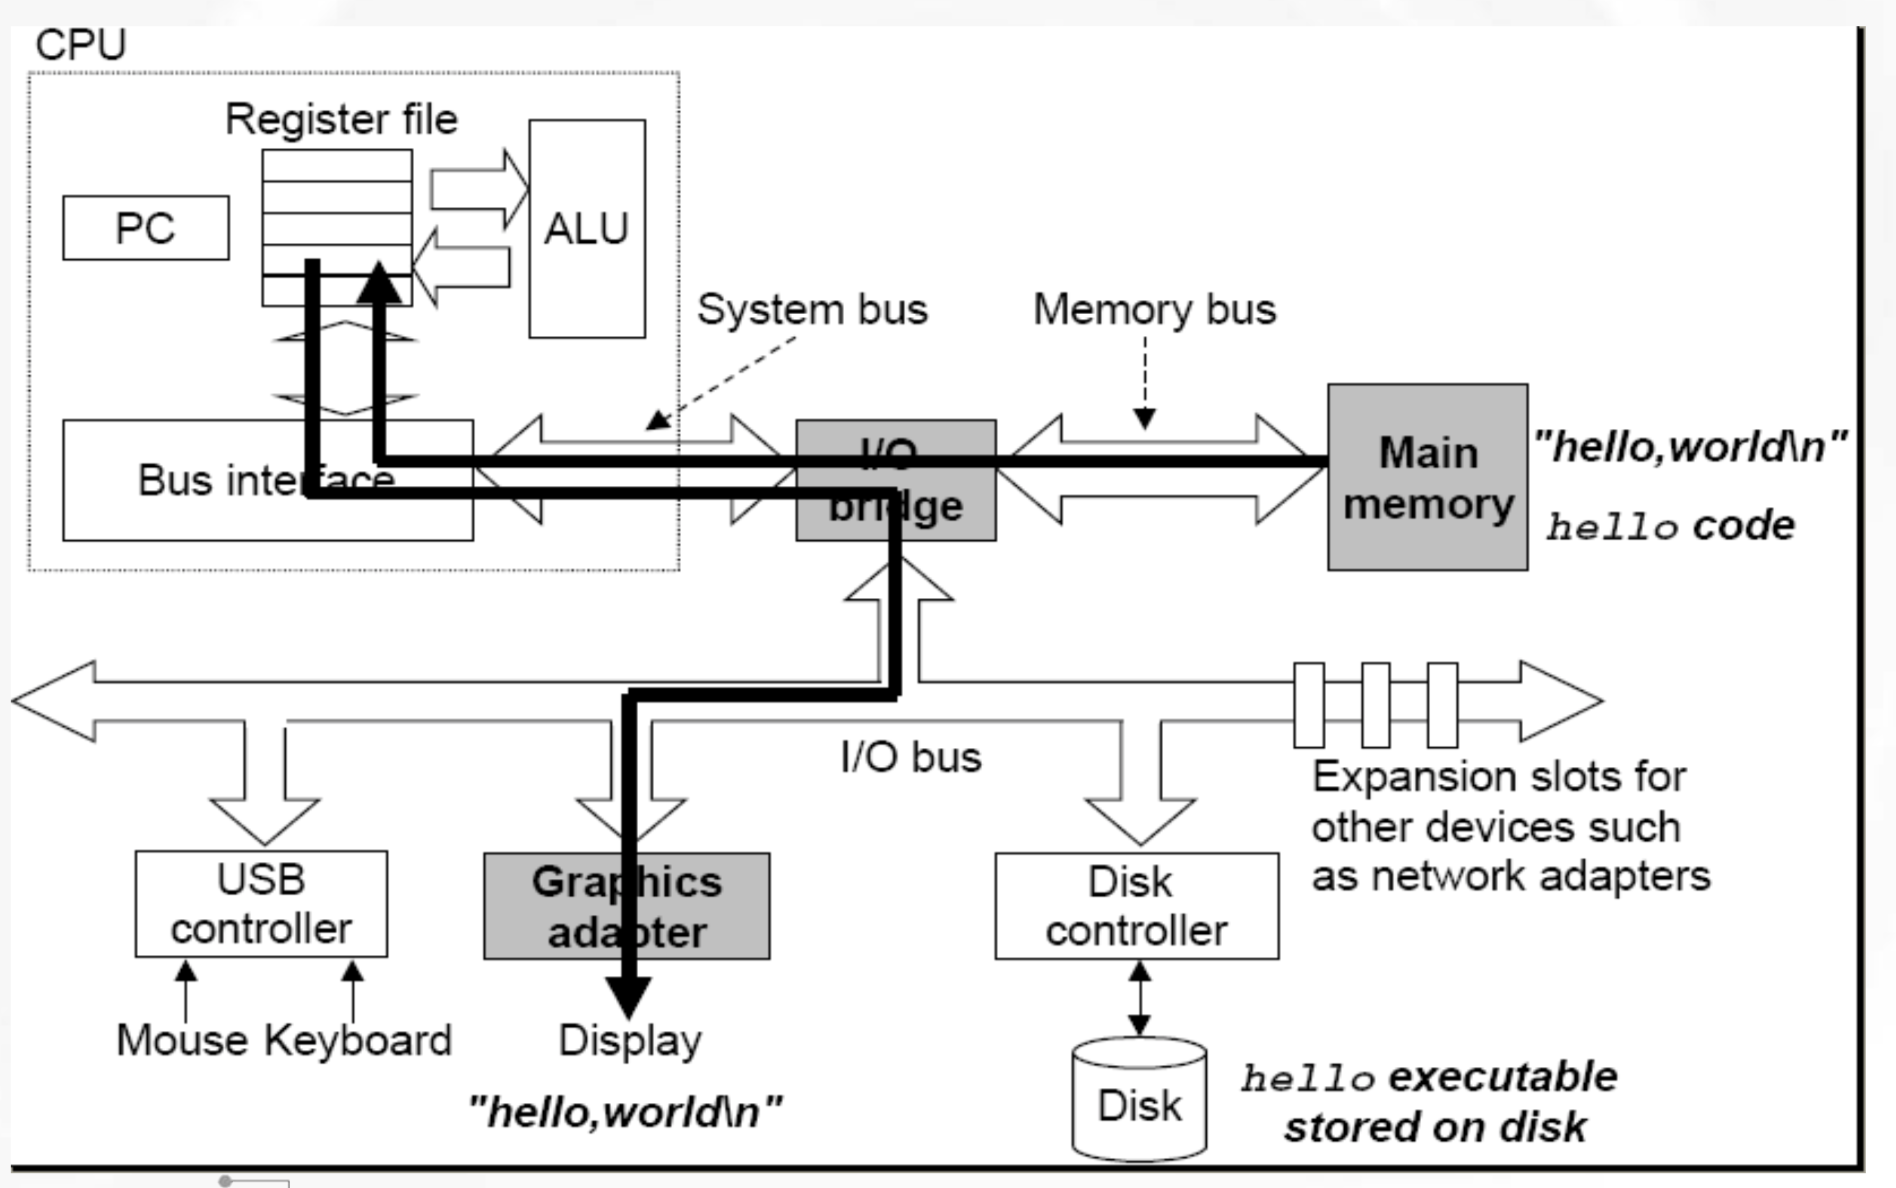 CPU
Register file
PC
ALU
System bus
Memory bus
Bus interface
I/O
bridge
Main
memory
"hello,world\n"
hello code
I/O bus
Expansion slots for
other devices such
as network adapters
USB
controller
Graphics
adapter
Disk
controller
Mouse Keyboard
Display
"hello,world\n"
Disk
hello executable
stored on disk